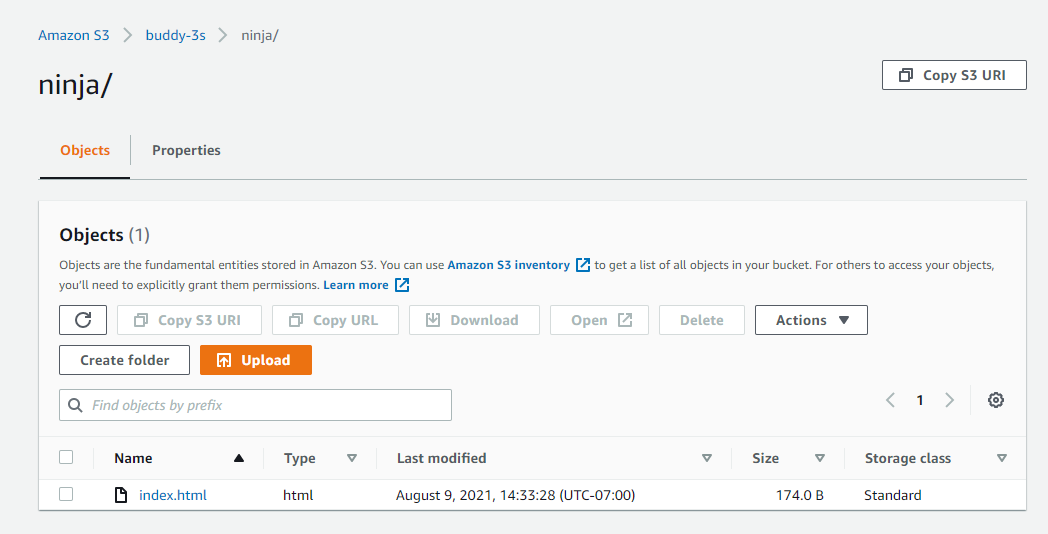 Amazon S3 > buddy-3s > ninja/
ninja/
Copy S3 URI
Objects
Properties
Objects (1)
Objects are the fundamental entities stored in Amazon S3. You can use Amazon S3 inventory to get a list of all objects in your bucket. For others to access your objects,
you'll need to explicitly grant them permissions. Learn more
Copy S3 URI Copy URL Download Open Delete Actions
Create folder Upload
Find objects by prefix
1
Name Type Last modified Size Storage class
index.html html August 9, 2021, 14:33:28 (UTC-07:00) 174.0 B Standard